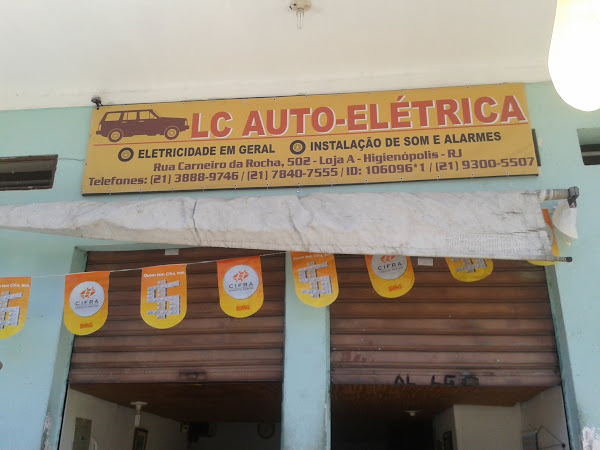 LC AUTO-ELÉTRICA
ELETRICIDADE EM GERAL INSTALAÇÃO DE SOM E ALARMES
Rua Carneiro da Rocha, 502 - Loja A - Higienópolis - RJ
Telefones: (21) 3888-9746 / (21) 7840-7555 / ID: 106096*1 / (21) 9300-5507
CIFRA
CIFRA
CIFRA